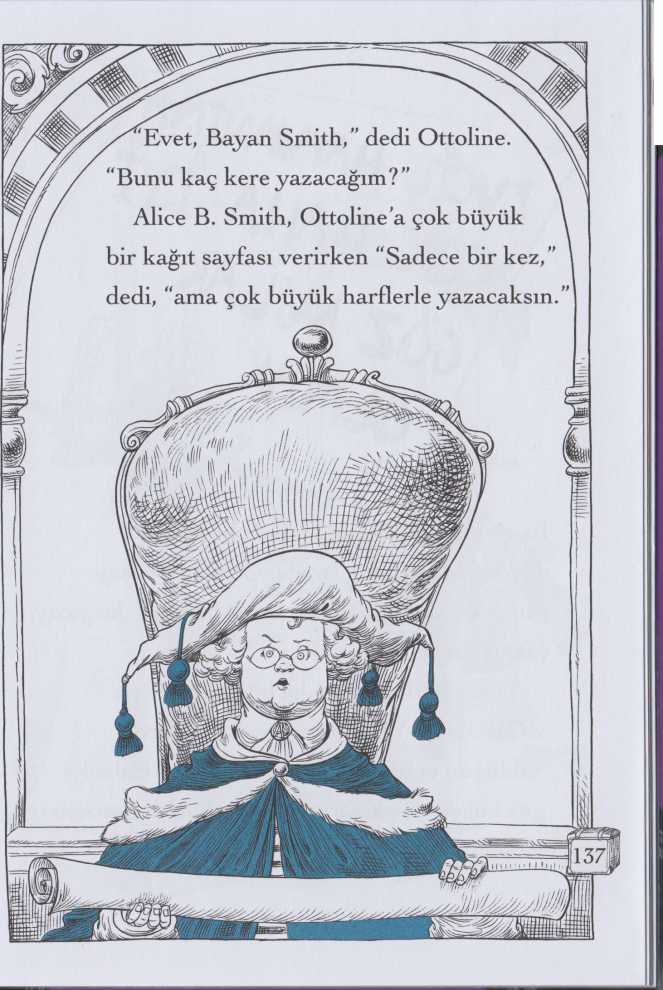 “Evet, Bayan Smith,” dedi Ottoline.
“Bunu kaç kere yazacağım?”
Alice B. Smith, Ottoline’a çok büyük
bir kağıt sayfası verirken “Sadece bir kez,”
dedi, “ama çok büyük harflerle yazacaksın.”
137